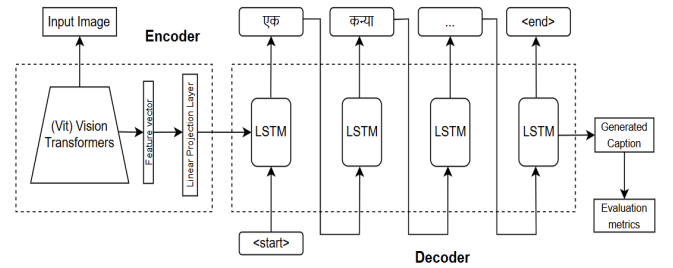 Input Image
Encoder
(Vit) Vision
Transformers
Feature vector
Linear Projection Layer
एक
कन्या
...
<end>
LSTM
LSTM
LSTM
LSTM
<start>
Decoder
Generated
Caption
Evaluation
metrics